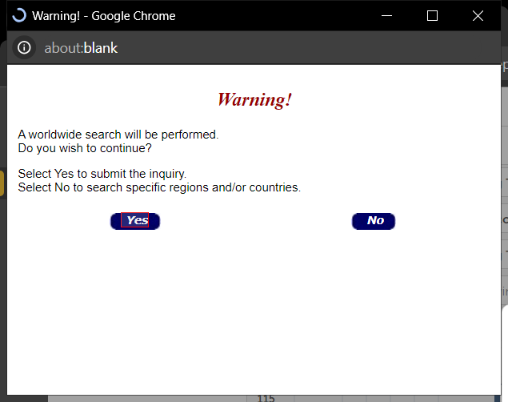 Warning! - Google Chrome
about:blank
Warning!
A worldwide search will be performed.
Do you wish to continue?
Select Yes to submit the inquiry.
Select No to search specific regions and/or countries.
Yes
No
115